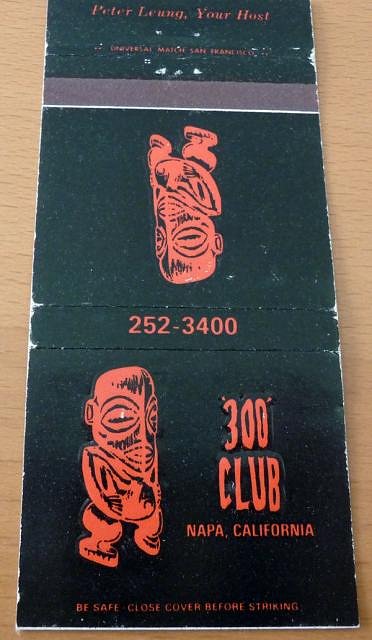 Peter Leung, Your Host
UNIVERSAL MATCH SAN FRANCISCO
252-3400
'300'
CLUB
NAPA, CALIFORNIA
BE SAFE - CLOSE COVER BEFORE STRIKING